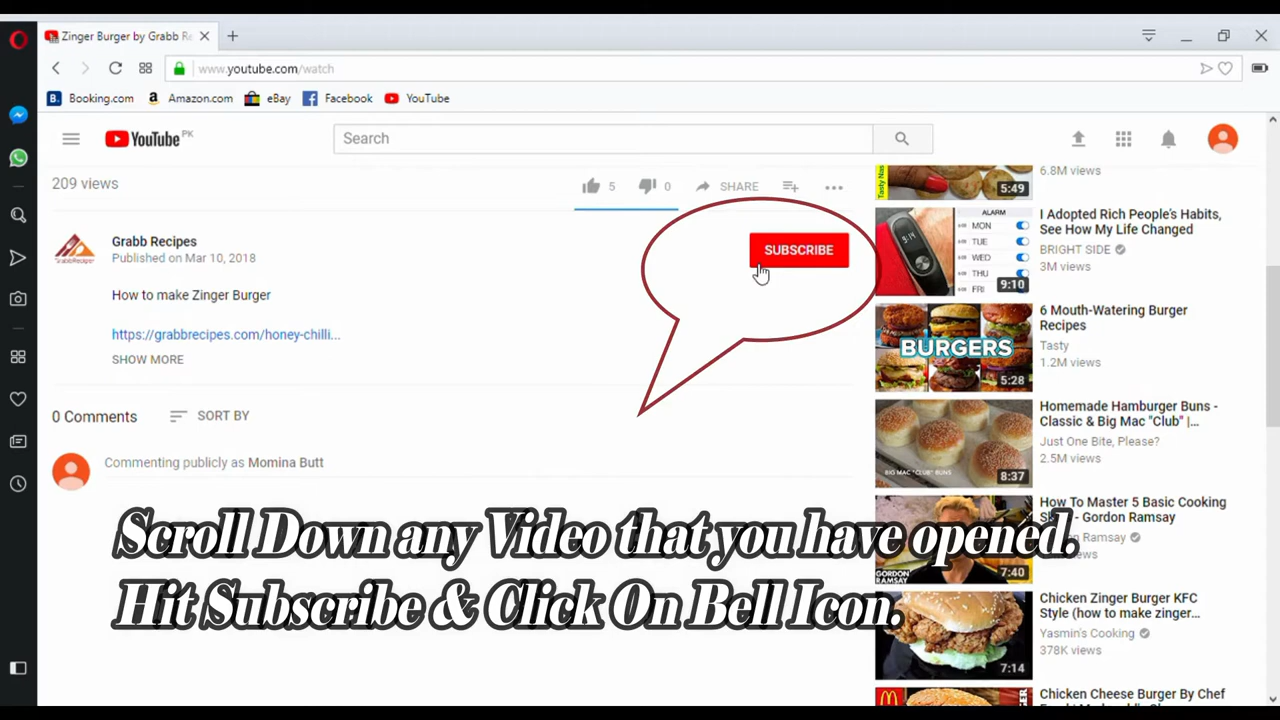 Zinger Burger by Grabb Re
www.youtube.com/watch
Booking.com
Amazon.com
eBay
Facebook
YouTube
YouTube PK
Search
209 views
5
0
SHARE
Grabb Recipes
Published on Mar 10, 2018
SUBSCRIBE
How to make Zinger Burger
https://grabbrecipes.com/honey-chilli...
SHOW MORE
0 Comments
SORT BY
Commenting publicly as Momina Butt
Scroll Down any Video that you have opened.
Hit Subscribe & Click On Bell Icon.
5:49
6.8M views
ALARM
MON
TUE
WED
THU
FRI
9:10
I Adopted Rich People's Habits,
See How My Life Changed
BRIGHT SIDE
3M views
BURGERS
5:28
6 Mouth-Watering Burger
Recipes
Tasty
1.2M views
BIG MAC "CLUB" BUNS
8:37
Homemade Hamburger Buns -
Classic & Big Mac "Club" |...
Just One Bite, Please?
2.5M views
GORDON
RAMSAY
7:40
How To Master 5 Basic Cooking
- Gordon Ramsay
Ramsay
7:14
Chicken Zinger Burger KFC
Style (how to make zinger...
Yasmin's Cooking
378K views
Chicken Cheese Burger By Chef